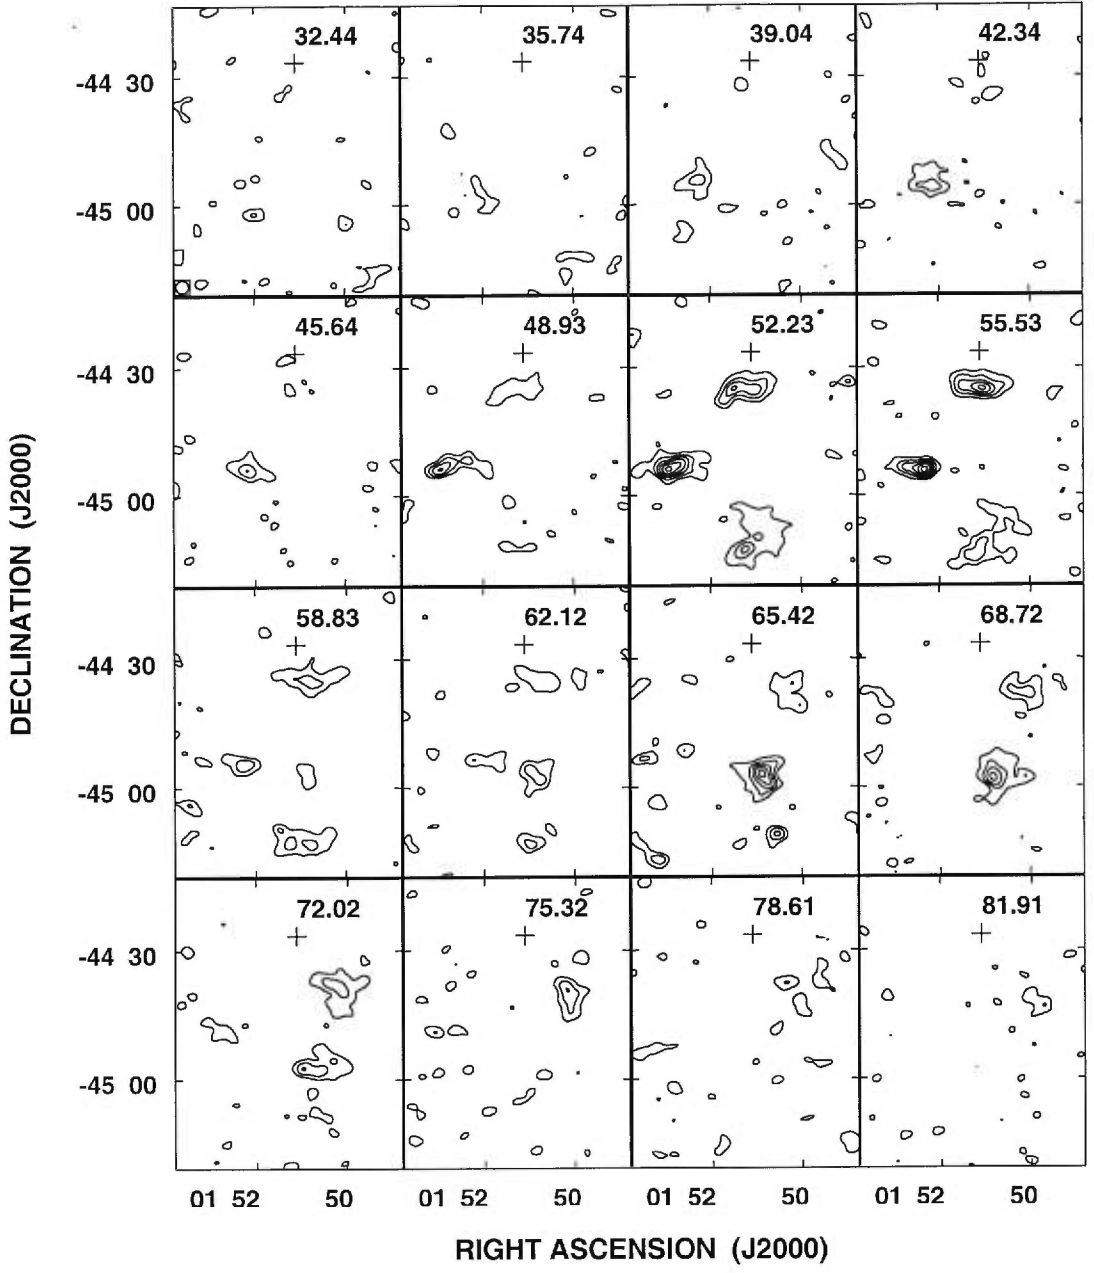 32.44 35.74 39.04 42.34
-44 30
-45 00
45.64 48.93 52.23 55.53
-44 30
-45 00
DECLINATION (J2000)
58.83 62.12 65.42 68.72
-44 30
-45 00
72.02 75.32 78.61 81.91
-44 30
-45 00
01 52 50 01 52 50 01 52 50 01 52 50
RIGHT ASCENSION (J2000)